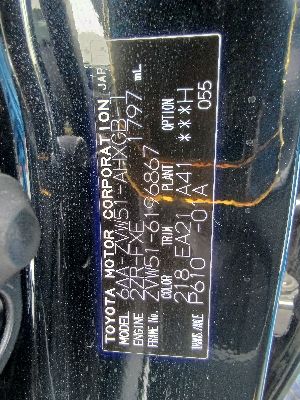 TOYOTA MOTOR CORPORATION JAPAN
MODEL 6AA-ZVW51-AHXGB 1
ENGINE 2ZR-FXE 1797 mL
FRAME No. ZVW51-6196867
COLOR TRIM PLANT OPTION
218 EA21 A41 ***H
TRANS/AXLE P610 -01A 055